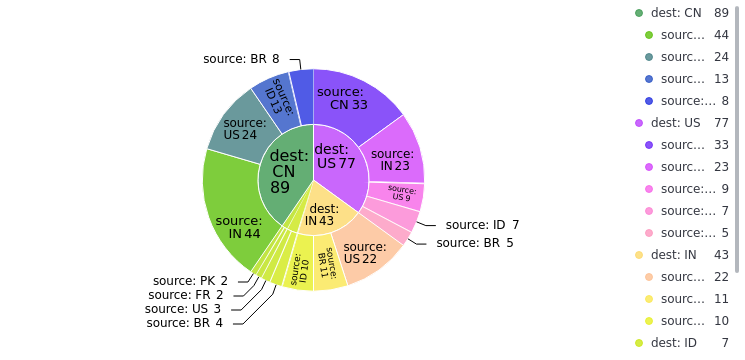 source: BR 8
source:
CN 33
source:
ID 13
source:
US 24
source:
IN 23
dest:
CN
89
dest:
US 77
source:
US 9
dest:
IN 43
source: ID 7
source:
IN 44
source: BR 5
source:
US 22
source:
BR 11
source:
ID 10
source: PK 2
source: FR 2
source: US 3
source: BR 4
dest: CN 89
sourc... 44
sourc... 24
sourc... 13
source:... 8
dest: US 77
sourc... 33
sourc... 23
source:... 9
source:... 7
source:... 5
dest: IN 43
sourc... 22
sourc... 11
sourc... 10
dest: ID 7